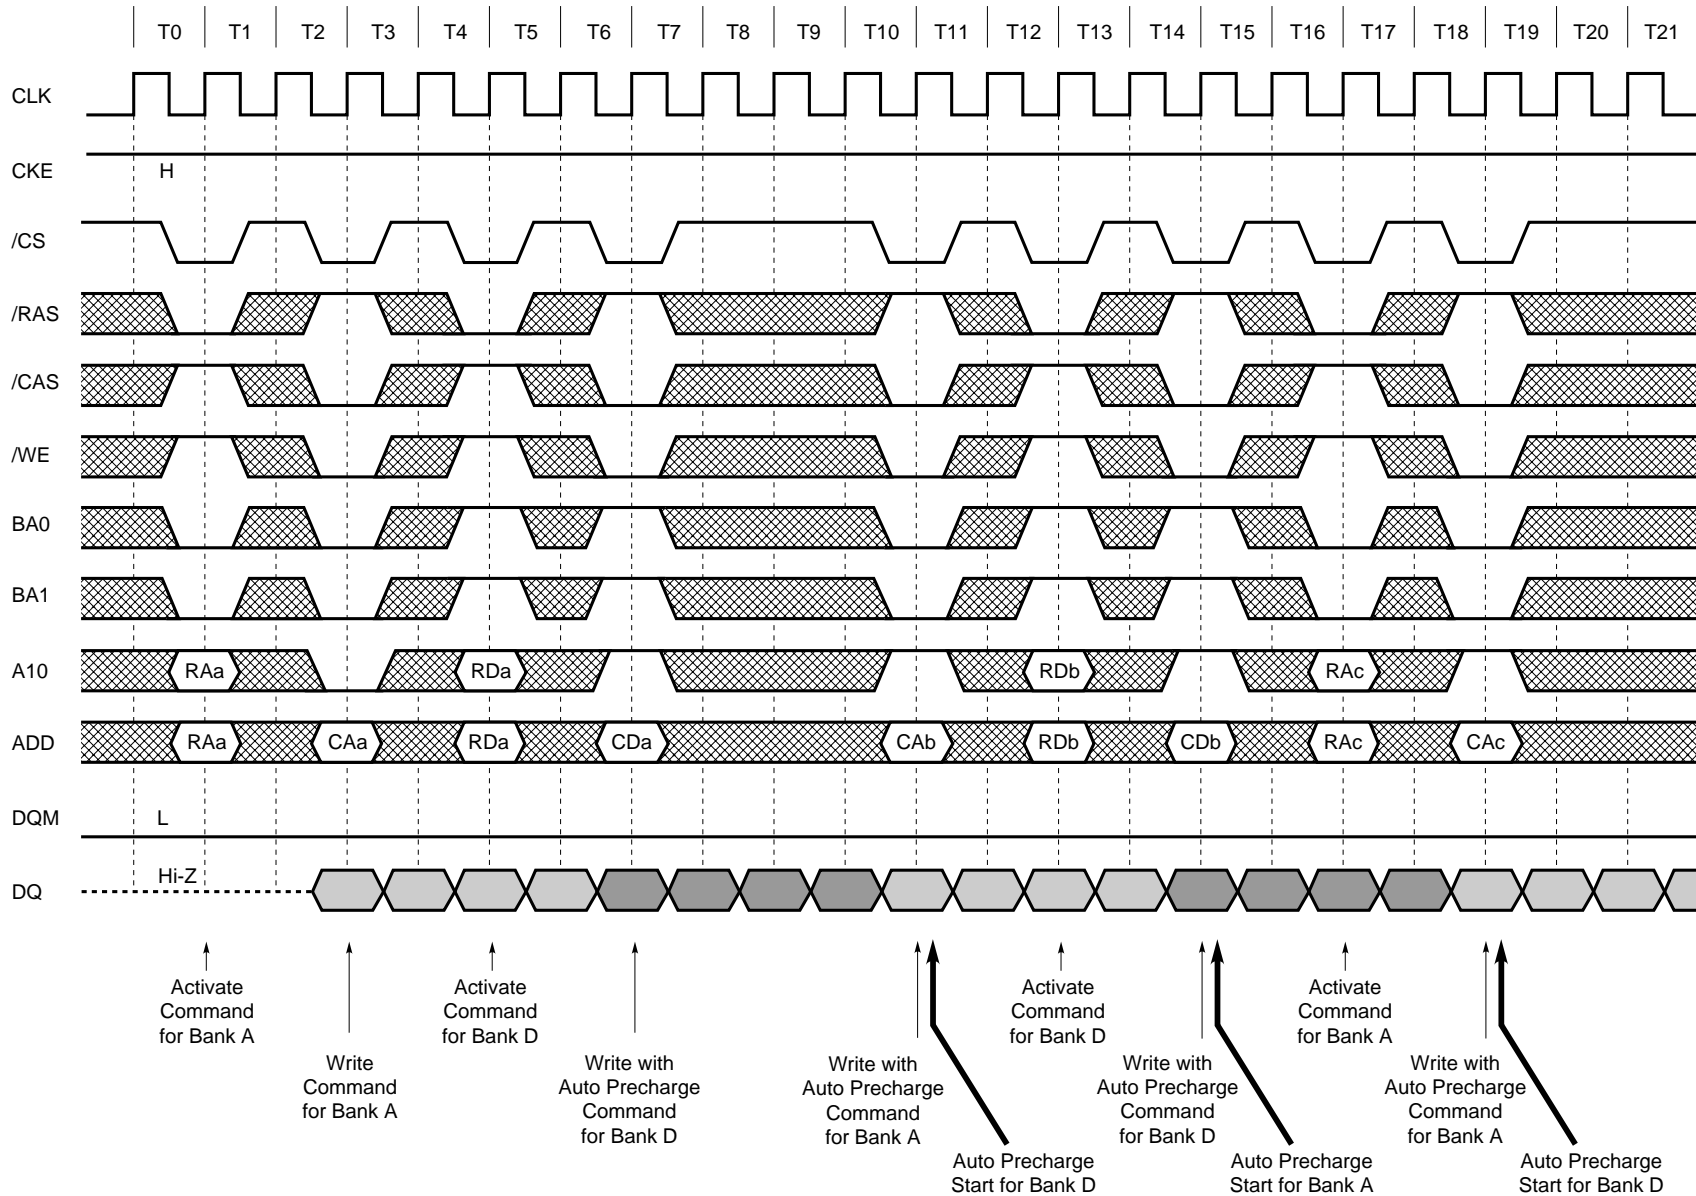 T0 T1 T2 T3 T4 T5 T6 T7 T8 T9 T10 T11 T12 T13 T14 T15 T16 T17 T18 T19 T20 T21
CLK
CKE H
/CS
/RAS
/CAS
/WE
BA0
BA1
A10 RAa RDa RDb RAc
ADD RAa CAa RDa CDa CAb RDb CDb RAc CAc
DQM L
DQ Hi-Z
Activate
Command
for Bank A
Write
Command
for Bank A
Activate
Command
for Bank D
Write with
Auto Precharge
Command
for Bank D
Write with
Auto Precharge
Command
for Bank A
Auto Precharge
Start for Bank D
Activate
Command
for Bank D
Write with
Auto Precharge
Command
for Bank D
Auto Precharge
Start for Bank A
Activate
Command
for Bank A
Write with
Auto Precharge
Command
for Bank A
Auto Precharge
Start for Bank D